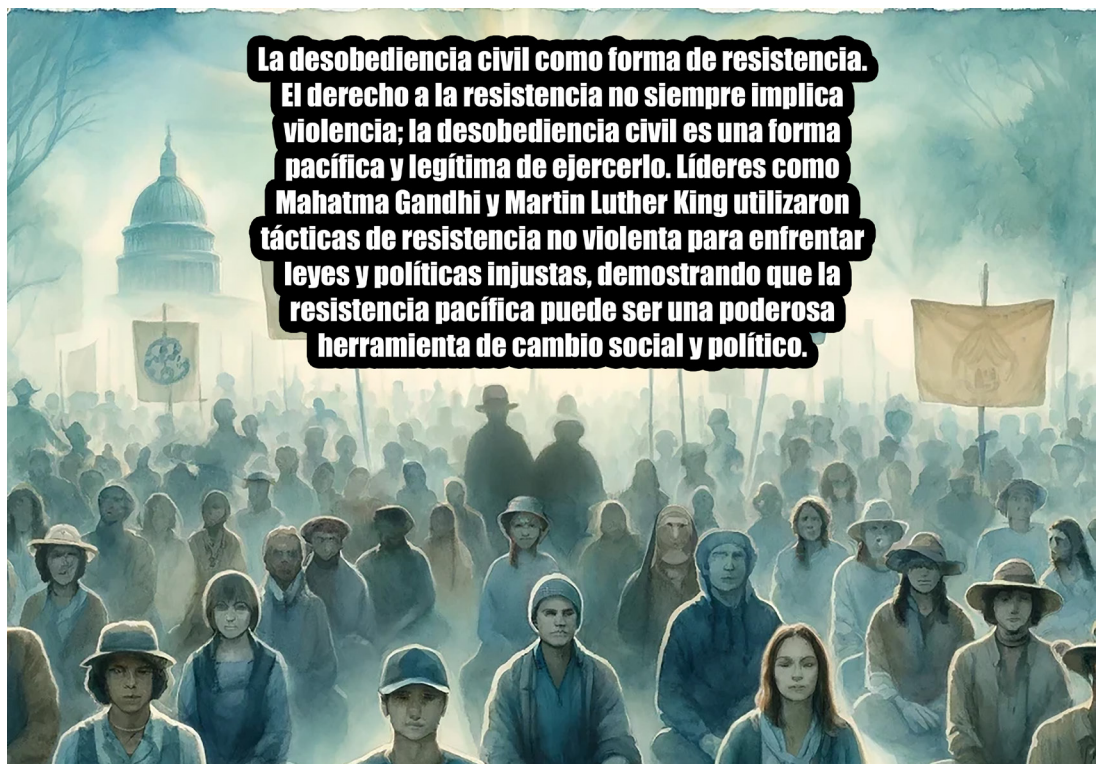 La desobediencia civil como forma de resistencia.
El derecho a la resistencia no siempre implica
violencia; la desobediencia civil es una forma
pacífica y legítima de ejercerlo. Líderes como
Mahatma Gandhi y Martin Luther King utilizaron
tácticas de resistencia no violenta para enfrentar
leyes y políticas injustas, demostrando que la
resistencia pacífica puede ser una poderosa
herramienta de cambio social y político.